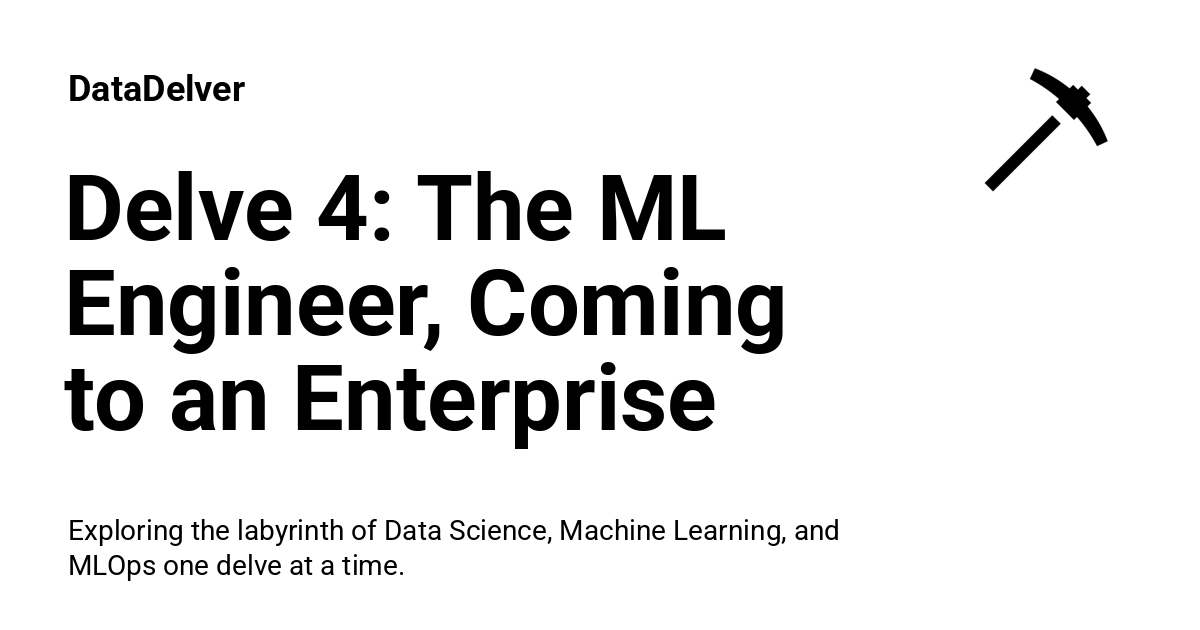 DataDelver
Delve 4: The ML
Engineer, Coming
to an Enterprise
Exploring the labyrinth of Data Science, Machine Learning, and
MLOps one delve at a time.